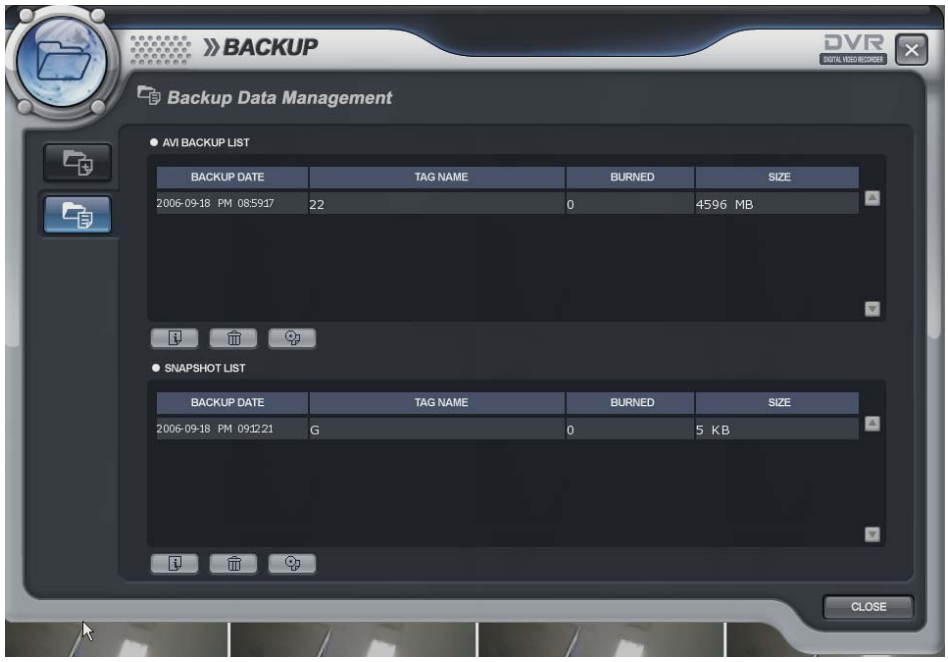 »BACKUP
DVR
DIGITAL VIDEO RECORDER
Backup Data Management
AVI BACKUP LIST
BACKUP DATE TAG NAME BURNED SIZE
2006-09-18 PM 08:59:17 22 0 4596 MB
SNAPSHOT LIST
BACKUP DATE TAG NAME BURNED SIZE
2006-09-18 PM 09:12:21 G 0 5 KB
CLOSE